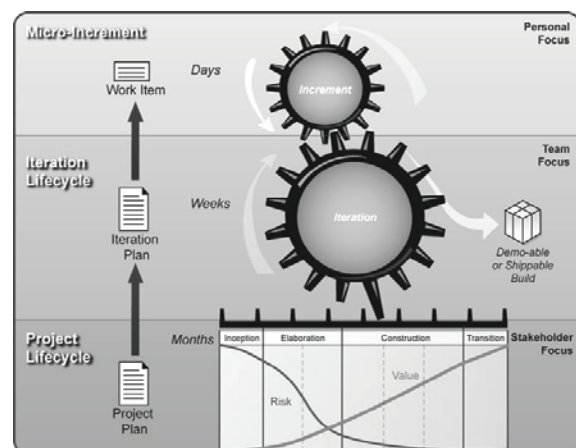 Micro-Increment
Personal
Focus
Days
Increment
Work Item
Iteration
Lifecycle
Team
Focus
Weeks
Iteration
Iteration
Plan
Demo-able
or Shippable
Build
Project
Lifecycle
Months
Inception
Elaboration
Construction
Transition
Stakeholder
Focus
Value
Risk
Project
Plan